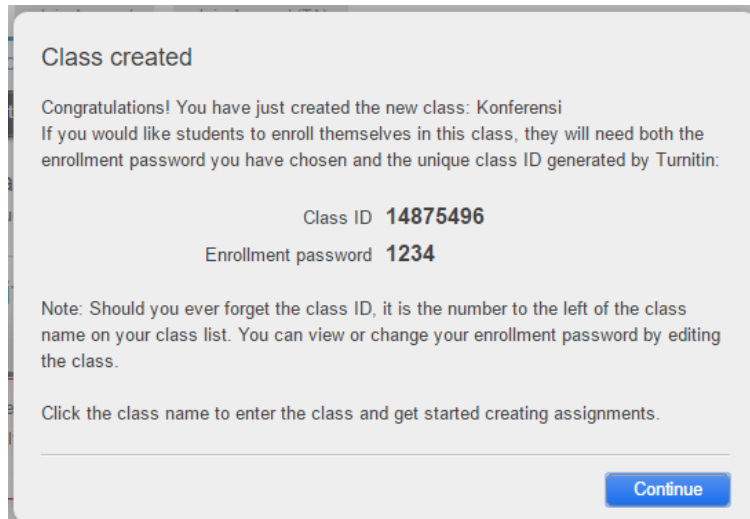 Class created
Congratulations! You have just created the new class: Konferensi
If you would like students to enroll themselves in this class, they will need both the
enrollment password you have chosen and the unique class ID generated by Turnitin:
Class ID 14875496
Enrollment password 1234
Note: Should you ever forget the class ID, it is the number to the left of the class
name on your class list. You can view or change your enrollment password by editing
the class.
Click the class name to enter the class and get started creating assignments.
Continue